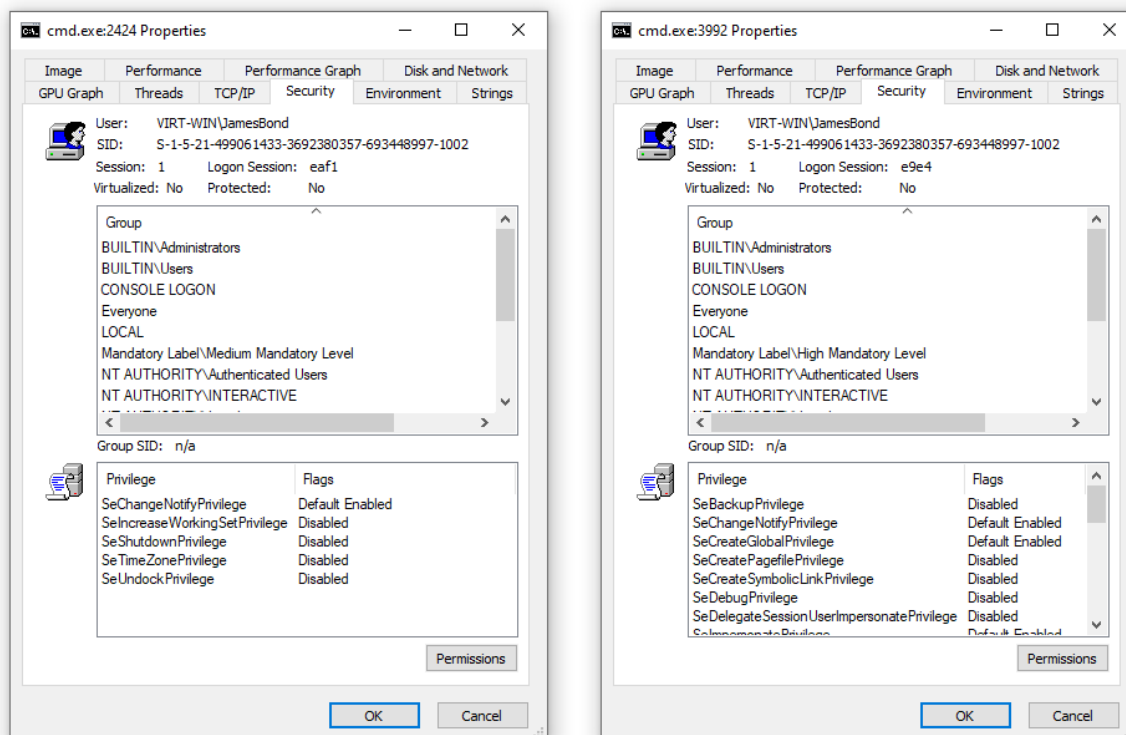 cmd.exe:2424 Properties
Image Performance Performance Graph Disk and Network
GPU Graph Threads TCP/IP Security Environment Strings
User: VIRT-WIN\JamesBond
SID: S-1-5-21-499061433-3692380357-693448997-1002
Session: 1 Logon Session: eaf1
Virtualized: No Protected: No
Group
BUILTIN\Administrators
BUILTIN\Users
CONSOLE LOGON
Everyone
LOCAL
Mandatory Label\Medium Mandatory Level
NT AUTHORITY\Authenticated Users
NT AUTHORITY\INTERACTIVE
Group SID: n/a
Privilege Flags
SeChangeNotifyPrivilege Default Enabled
SeIncreaseWorkingSetPrivilege Disabled
SeShutdownPrivilege Disabled
SeTimeZonePrivilege Disabled
SeUndockPrivilege Disabled
Permissions
OK Cancel
cmd.exe:3992 Properties
Image Performance Performance Graph Disk and Network
GPU Graph Threads TCP/IP Security Environment Strings
User: VIRT-WIN\JamesBond
SID: S-1-5-21-499061433-3692380357-693448997-1002
Session: 1 Logon Session: e9e4
Virtualized: No Protected: No
Group
BUILTIN\Administrators
BUILTIN\Users
CONSOLE LOGON
Everyone
LOCAL
Mandatory Label\High Mandatory Level
NT AUTHORITY\Authenticated Users
NT AUTHORITY\INTERACTIVE
Group SID: n/a
Privilege Flags
SeBackupPrivilege Disabled
SeChangeNotifyPrivilege Default Enabled
SeCreateGlobalPrivilege Default Enabled
SeCreatePagefilePrivilege Disabled
SeCreateSymbolicLinkPrivilege Disabled
SeDebugPrivilege Disabled
SeDelegateSessionUserImpersonatePrivilege Disabled
SeImpersonatePrivilege Default Enabled
Permissions
OK Cancel